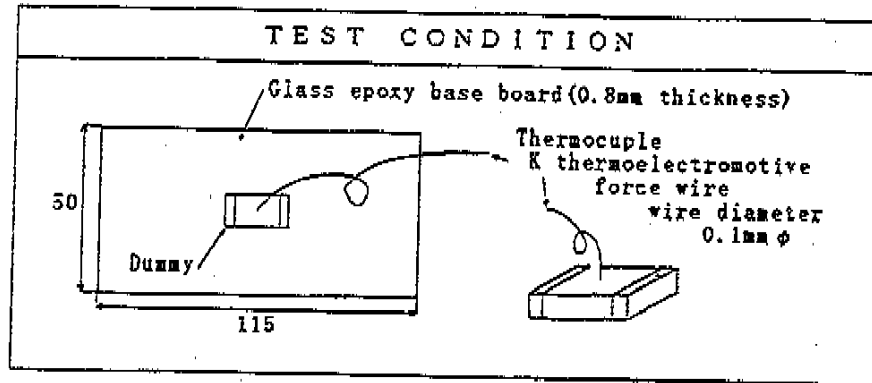 TEST CONDITION
Glass epoxy base board(0.8mm thickness)
Thermocuple
K thermoelectromotive
force wire
wire diameter
0.1mm φ
50
Dummy
115